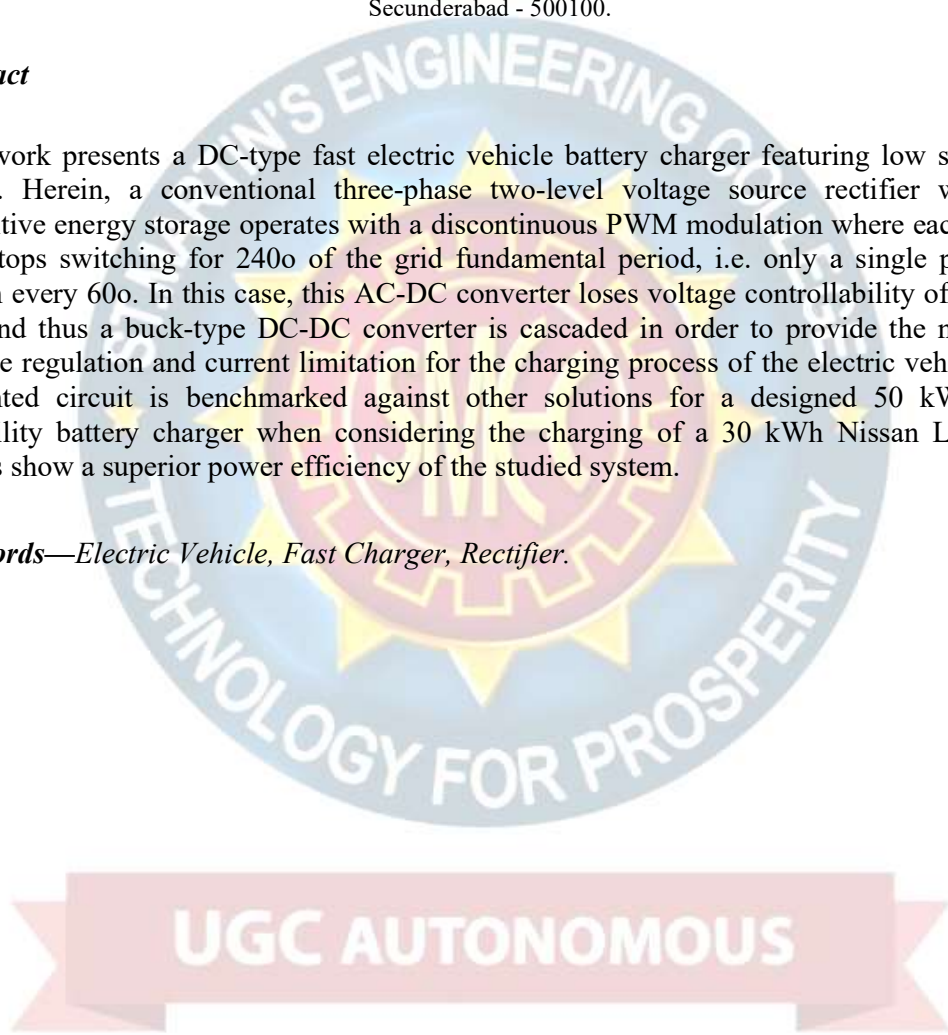 Secunderabad - 500100.
act
work presents a DC-type fast electric vehicle battery charger featuring low s
. Herein, a conventional three-phase two-level voltage source rectifier w
tive energy storage operates with a discontinuous PWM modulation where eac
tops switching for 240o of the grid fundamental period, i.e. only a single p
n every 60o. In this case, this AC-DC converter loses voltage controllability of
nd thus a buck-type DC-DC converter is cascaded in order to provide the n
e regulation and current limitation for the charging process of the electric veh
nted circuit is benchmarked against other solutions for a designed 50 kW
lity battery charger when considering the charging of a 30 kWh Nissan L
s show a superior power efficiency of the studied system.
ords—Electric Vehicle, Fast Charger, Rectifier.
MARTIN'S ENGINEERING COLLEGE
SMEC
TECHNOLOGY FOR PROSPERITY
UGC AUTONOMOUS